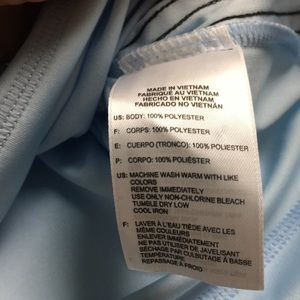 MADE IN VIETNAM
FABRIQUÉ AU VIETNAM
HECHO EN VIETNAM
FABRICADO NO VIETNÃ
US: BODY: 100% POLYESTER
F: CORPS: 100% POLYESTER
E: CUERPO (TRONCO): 100% POLIESTER
P: CORPO: 100% POLIÉSTER
US: MACHINE WASH WARM WITH LIKE
COLORS
REMOVE IMMEDIATELY
USE ONLY NON-CHLORINE BLEACH
TUMBLE DRY LOW
COOL IRON
F: LAVER À L'EAU TIÈDE AVEC LES
MÊME COULEURS
ENLEVER IMMÉDIATEMENT
NE PAS UTILISER DE JAVELISANT
SÉCHAGE PAR CULBUTAGE À BASSE
TEMPÉRATURE
REPASSAGE À FROID